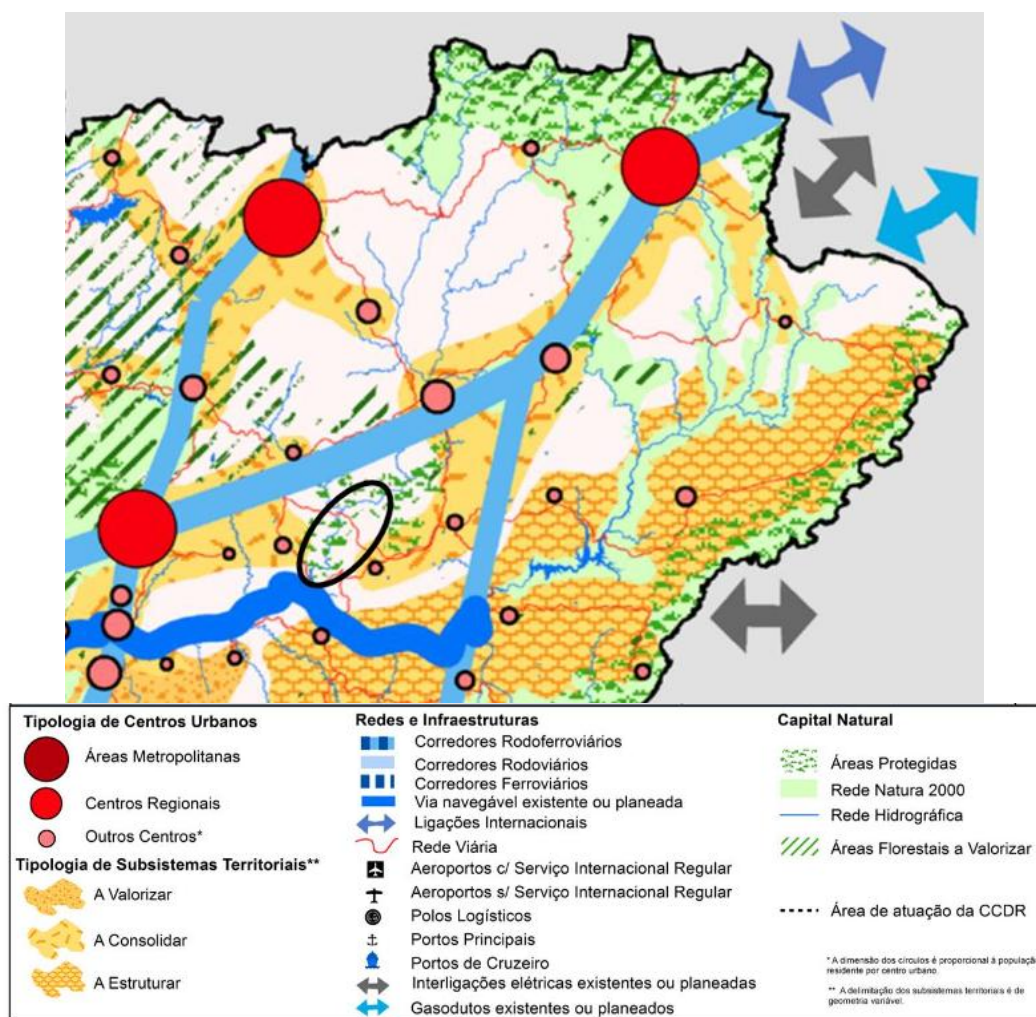 Tipologia de Centros Urbanos
Áreas Metropolitanas
Centros Regionais
Outros Centros*
Tipologia de Subsistemas Territoriais**
A Valorizar
A Consolidar
A Estruturar
Redes e Infraestruturas
Corredores Rodoferroviários
Corredores Rodoviários
Corredores Ferroviários
Via navegável existente ou planeada
Ligações Internacionais
Rede Viária
Aeroportos c/ Serviço Internacional Regular
Aeroportos s/ Serviço Internacional Regular
Polos Logísticos
Portos Principais
Portos de Cruzeiro
Interligações elétricas existentes ou planeadas
Gasodutos existentes ou planeados
Capital Natural
Áreas Protegidas
Rede Natura 2000
Rede Hidrográfica
Áreas Florestais a Valorizar
Área de atuação da CCDR
* A dimensão dos círculos é proporcional à população
residente por centro urbano.
** A delimitação dos subsistemas territoriais é de
geometria variável.